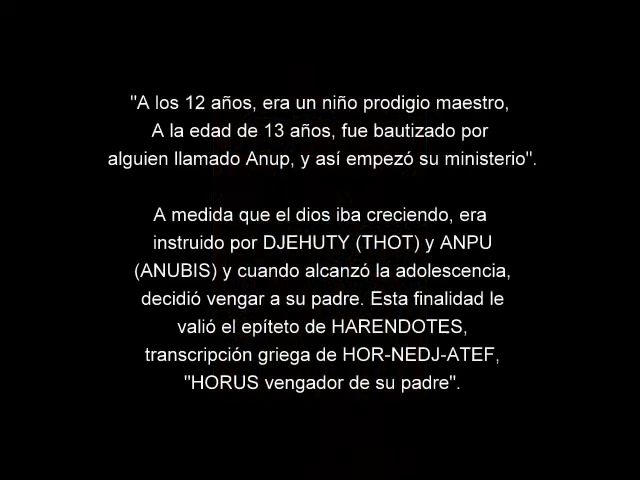 "A los 12 años, era un niño prodigio maestro,
A la edad de 13 años, fue bautizado por
alguien llamado Anup, y así empezó su ministerio".
A medida que el dios iba creciendo, era
instruido por DJEHUTY (THOT) y ANPU
(ANUBIS) y cuando alcanzó la adolescencia,
decidió vengar a su padre. Esta finalidad le
valió el epíteto de HARENDOTES,
transcripción griega de HOR-NEDJ-ATEF,
"HORUS vengador de su padre".